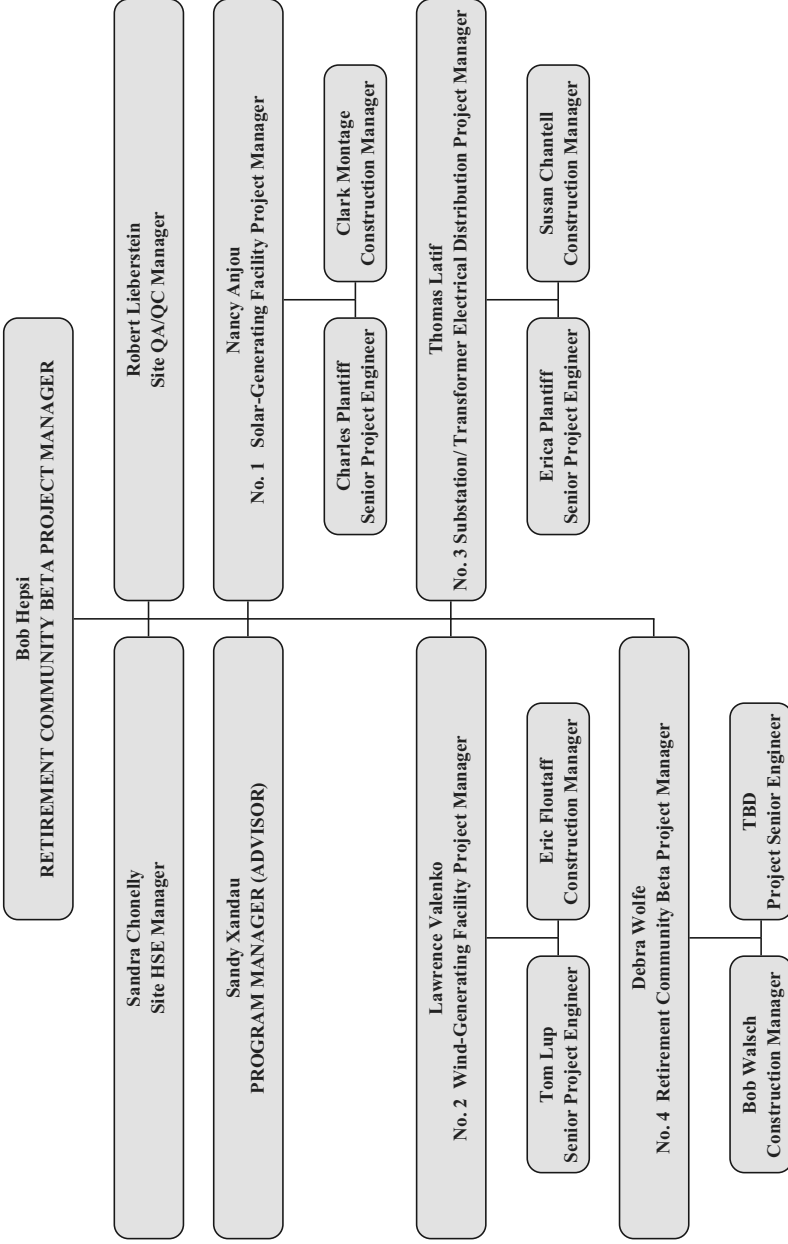 Bob Hepsi
RETIREMENT COMMUNITY BETA PROJECT MANAGER
Sandra Chonelly
Site HSE Manager
Robert Lieberstein
Site QA/QC Manager
Sandy Xandau
PROGRAM MANAGER (ADVISOR)
Nancy Anjou
No. 1 Solar-Generating Facility Project Manager
Charles Plantiff
Senior Project Engineer
Clark Montage
Construction Manager
Lawrence Valenko
No. 2 Wind-Generating Facility Project Manager
Tom Lup
Senior Project Engineer
Eric Floutaff
Construction Manager
Thomas Latif
No. 3 Substation/ Transformer Electrical Distribution Project Manager
Erica Plantiff
Senior Project Engineer
Susan Chantell
Construction Manager
Debra Wolfe
No. 4 Retirement Community Beta Project Manager
Bob Walsch
Construction Manager
TBD
Project Senior Engineer